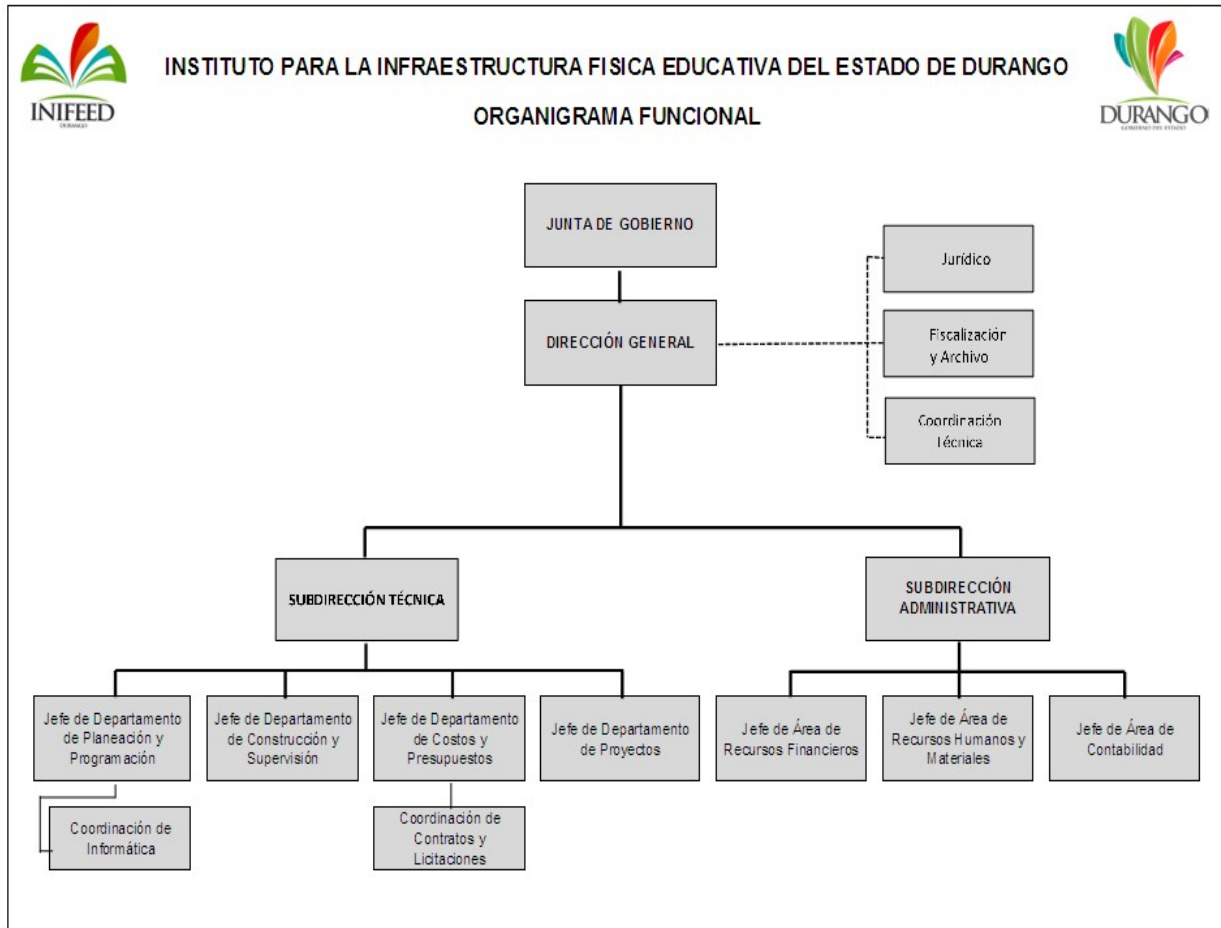 INSTITUTO PARA LA INFRAESTRUCTURA FISICA EDUCATIVA DEL ESTADO DE DURANGO
ORGANIGRAMA FUNCIONAL
INIFEED
DURANGO
DURANGO
GOBIERNO DEL ESTADO
JUNTA DE GOBIERNO
DIRECCIÓN GENERAL
Jurídico
Fiscalización
y Archivo
Coordinación
Técnica
SUBDIRECCIÓN TÉCNICA
SUBDIRECCIÓN
ADMINISTRATIVA
Jefe de Departamento
de Planeación y
Programación
Jefe de Departamento
de Construcción y
Supervisión
Jefe de Departamento
de Costos y
Presupuestos
Jefe de Departamento
de Proyectos
Jefe de Área de
Recursos Financieros
Jefe de Área de
Recursos Humanos y
Materiales
Jefe de Área de
Contabilidad
Coordinación de
Informática
Coordinación de
Contratos y
Licitaciones